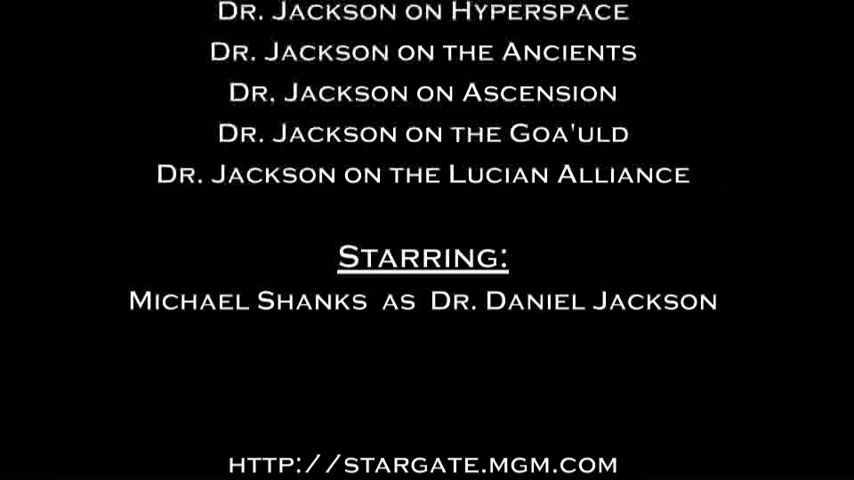 Dr. Jackson on Hyperspace
Dr. Jackson on the Ancients
Dr. Jackson on Ascension
Dr. Jackson on the Goa'uld
Dr. Jackson on the Lucian Alliance
Starring:
Michael Shanks as Dr. Daniel Jackson
http://stargate.mgm.com